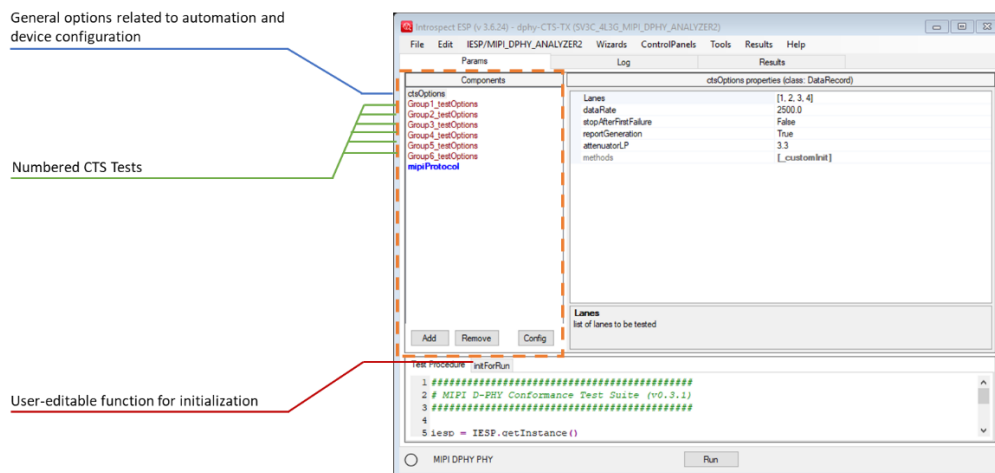 General options related to automation and
device configuration
Numbered CTS Tests
User-editable function for initialization
Introspect ESP (v 3.6.24) - dphy-CTS-TX (SV3C_4L3G_MIPI_DPHY_ANALYZER2)
File Edit IESP/MIPI_DPHY_ANALYZER2 Wizards ControlPanels Tools Results Help
Params Log Results
Components
ctsOptions
Group1_testOptions
Group2_testOptions
Group3_testOptions
Group4_testOptions
Group5_testOptions
Group6_testOptions
mipiProtocol
Add Remove Config
ctsOptions properties (class: DataRecord)
Lanes [1, 2, 3, 4]
dataRate 2500.0
stopAfterFirstFailure False
reportGeneration True
attenuatorLP 3.3
methods [_customInit]
Lanes
list of lanes to be tested
Test Procedure initForRun
1 ############################################
2 # MIPI D-PHY Conformance Test Suite (v0.3.1)
3 ############################################
4
5 iesp = IESP.getInstance()
MIPI DPHY PHY Run